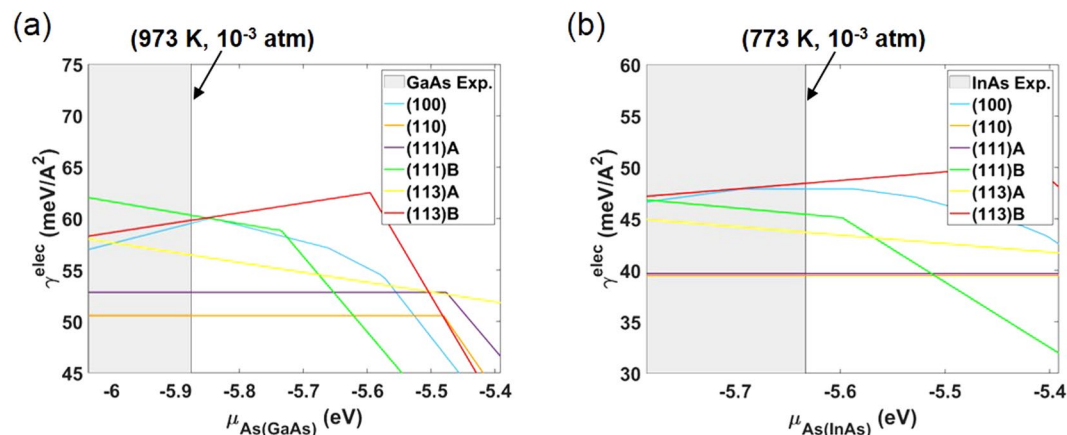 (a)
(973 K, 10⁻³ atm)
75
70
65
60
55
50
45
γᵉˡᵉᶜ (meV/A²)
GaAs Exp.
(100)
(110)
(111)A
(111)B
(113)A
(113)B
-6 -5.9 -5.8 -5.7 -5.6 -5.5 -5.4
μAs(GaAs) (eV)
(b)
(773 K, 10⁻³ atm)
60
55
50
45
40
35
30
γᵉˡᵉᶜ (meV/A²)
InAs Exp.
(100)
(110)
(111)A
(111)B
(113)A
(113)B
-5.7 -5.6 -5.5 -5.4
μAs(InAs) (eV)